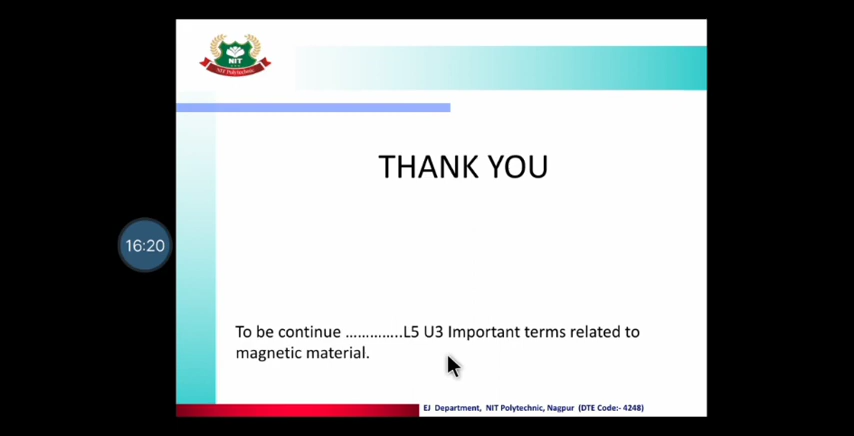 NIT
NIT Polytechnic
THANK YOU
16:20
To be continue …………..L5 U3 Important terms related to
magnetic material.
EJ Department, NIT Polytechnic, Nagpur (DTE Code:- 4248)